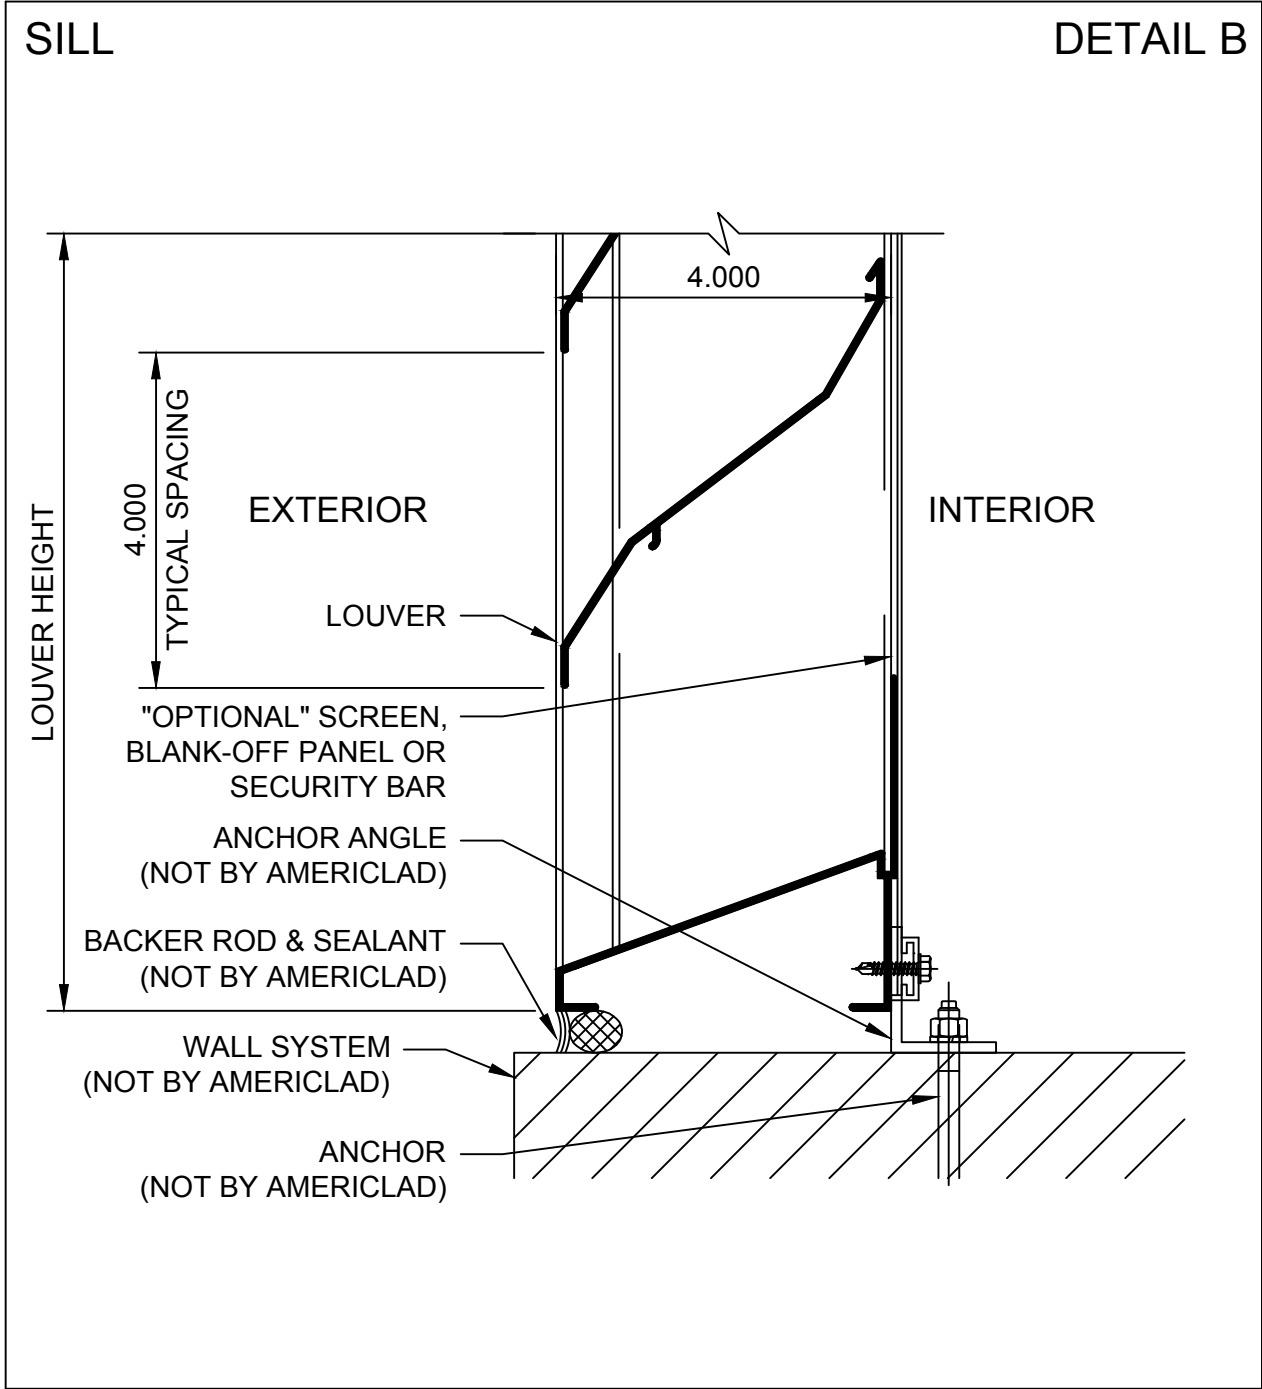 SILL
DETAIL B
4.000
4.000
TYPICAL SPACING
LOUVER HEIGHT
EXTERIOR
INTERIOR
LOUVER
"OPTIONAL" SCREEN,
BLANK-OFF PANEL OR
SECURITY BAR
ANCHOR ANGLE
(NOT BY AMERICLAD)
BACKER ROD & SEALANT
(NOT BY AMERICLAD)
WALL SYSTEM
(NOT BY AMERICLAD)
ANCHOR
(NOT BY AMERICLAD)